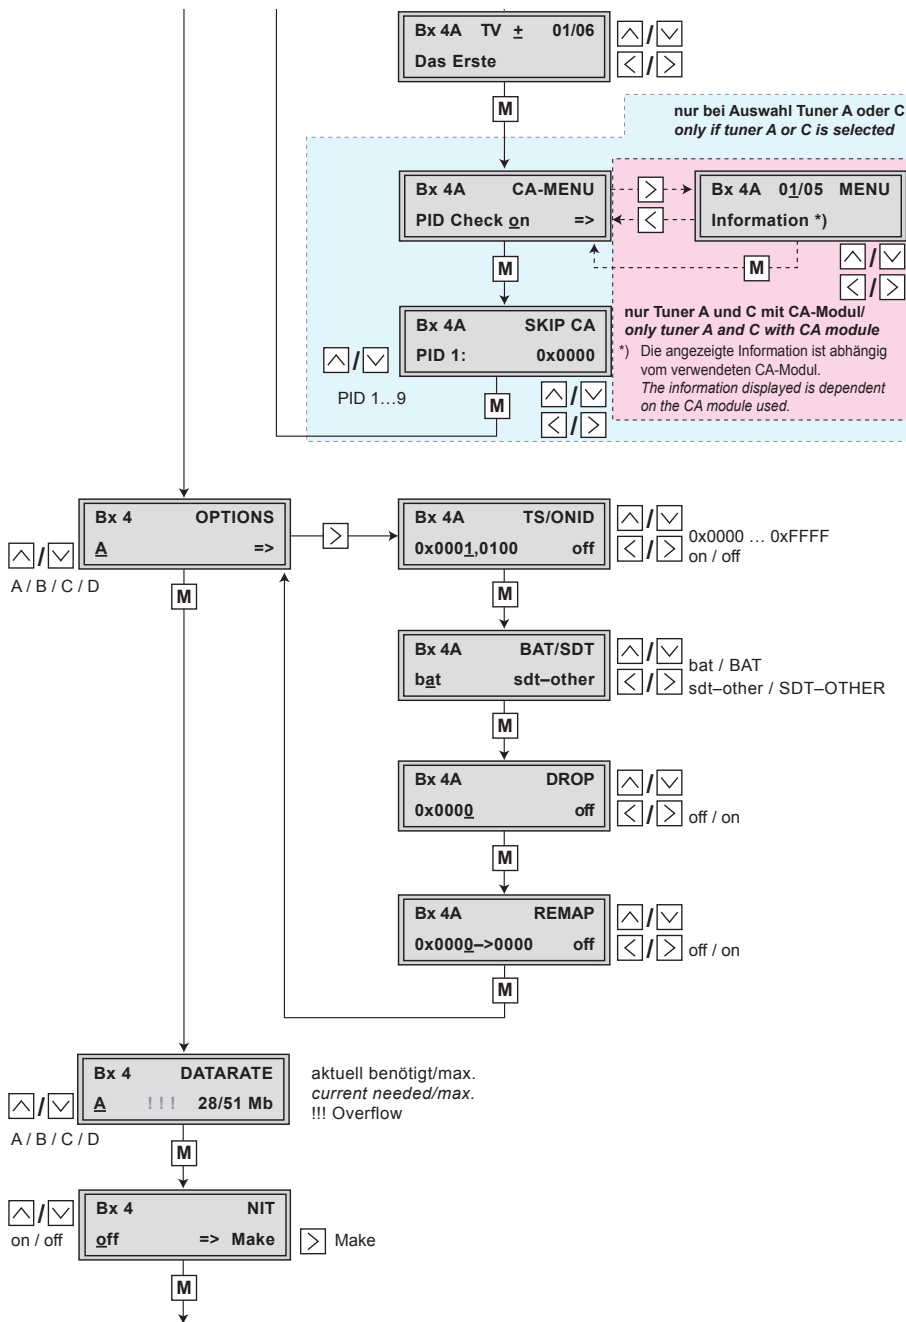 Bx 4A TV ± 01/06
Das Erste
M
nur bei Auswahl Tuner A oder C
only if tuner A or C is selected
Bx 4A CA-MENU
PID Check on =>
Bx 4A 01/05 MENU
Information *)
M
M
nur Tuner A und C mit CA-Modul/
only tuner A and C with CA module
*) Die angezeigte Information ist abhängig
vom verwendeten CA-Modul.
The information displayed is dependent
on the CA module used.
Bx 4A SKIP CA
PID 1: 0x0000
PID 1...9
M
Bx 4 OPTIONS
A =>
A / B / C / D
M
Bx 4A TS/ONID
0x0001,0100 off
0x0000 ... 0xFFFF
on / off
M
Bx 4A BAT/SDT
bat sdt–other
bat / BAT
sdt–other / SDT–OTHER
M
Bx 4A DROP
0x0000 off
off / on
M
Bx 4A REMAP
0x0000–>0000 off
off / on
M
Bx 4 DATARATE
A !!! 28/51 Mb
A / B / C / D
aktuell benötigt/max.
current needed/max.
!!! Overflow
M
Bx 4 NIT
off => Make
on / off
Make
M